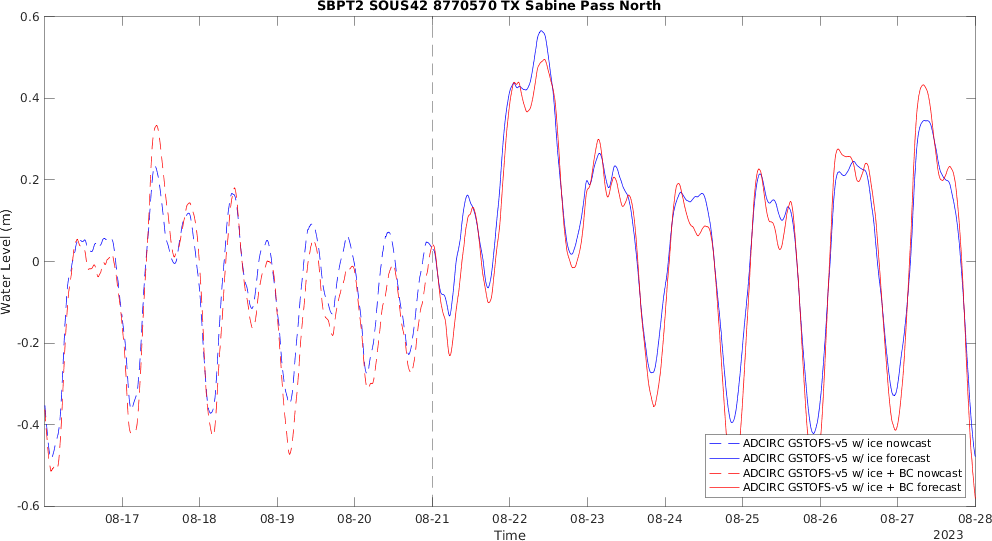 SBPT2 SOUS42 8770570 TX Sabine Pass North
0.6
0.4
0.2
0
-0.2
-0.4
-0.6
Water Level (m)
ADCIRC GSTOFS-v5 w/ ice nowcast
ADCIRC GSTOFS-v5 w/ ice forecast
ADCIRC GSTOFS-v5 w/ ice + BC nowcast
ADCIRC GSTOFS-v5 w/ ice + BC forecast
08-17 08-18 08-19 08-20 08-21 08-22 08-23 08-24 08-25 08-26 08-27 08-28
Time
2023